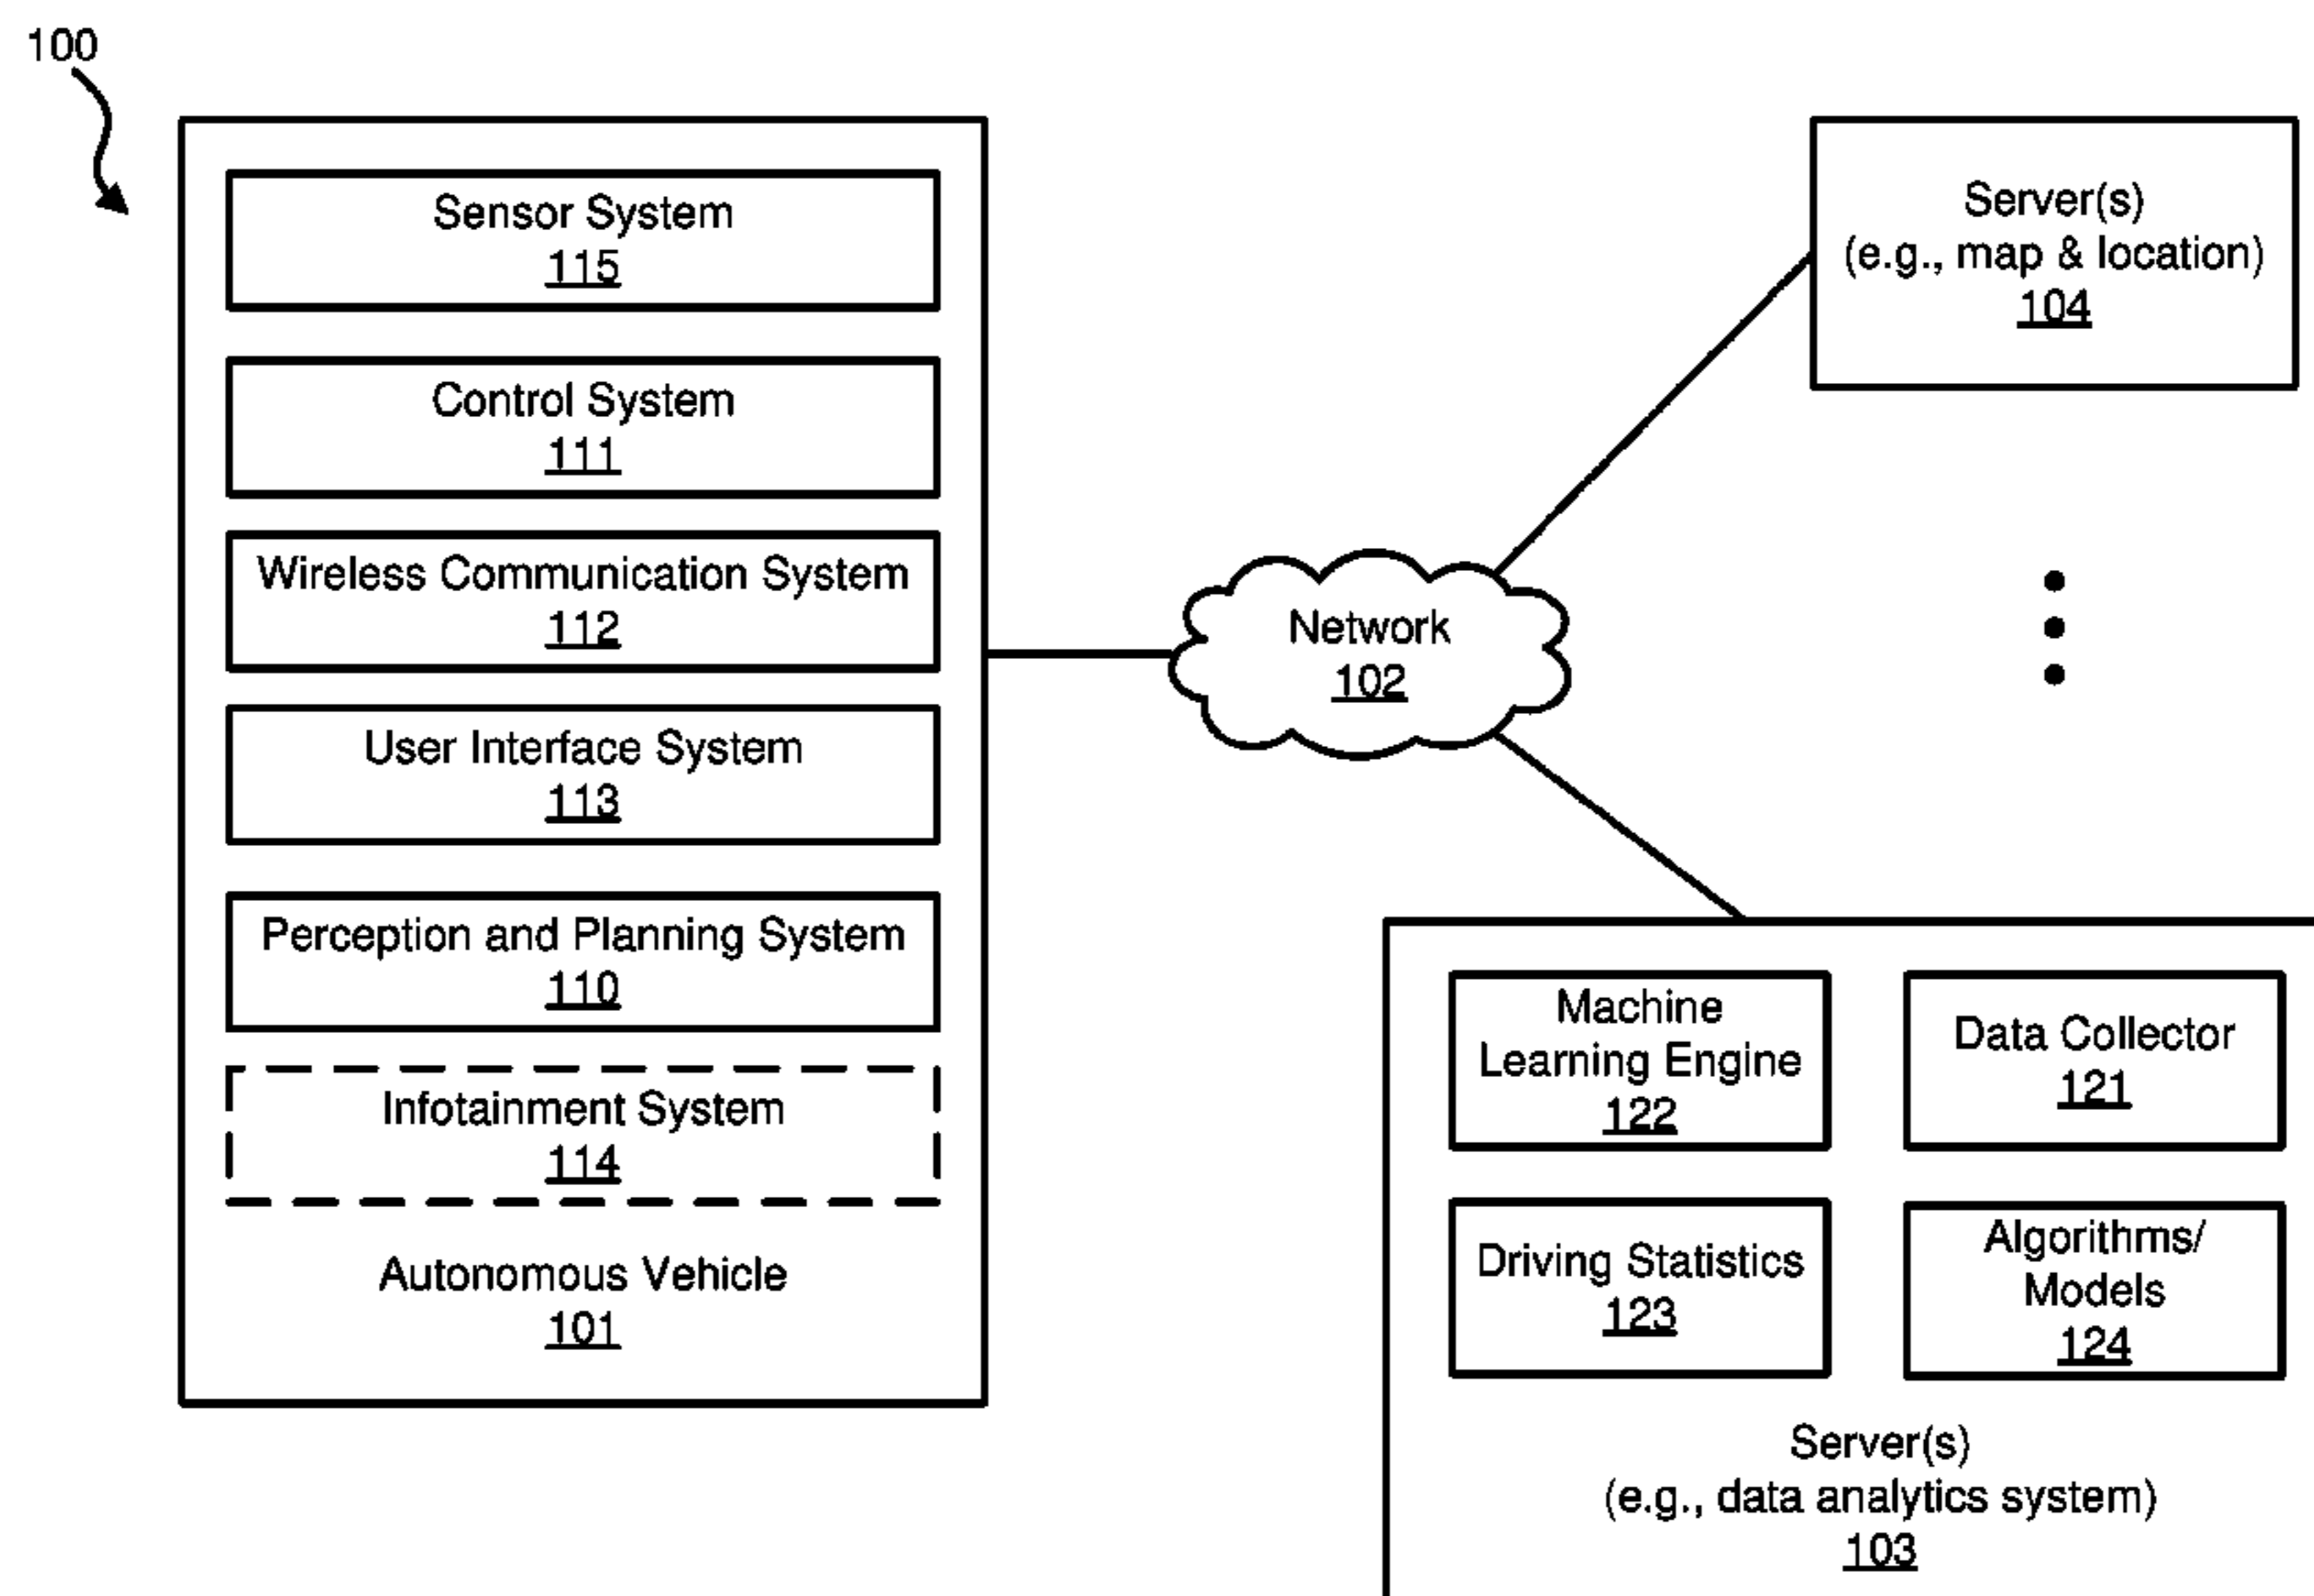 100
Sensor System
115
Control System
111
Wireless Communication System
112
User Interface System
113
Perception and Planning System
110
Infotainment System
114
Autonomous Vehicle
101
Network
102
Server(s)
(e.g., map & location)
104
Machine
Learning Engine
122
Data Collector
121
Driving Statistics
123
Algorithms/
Models
124
Server(s)
(e.g., data analytics system)
103